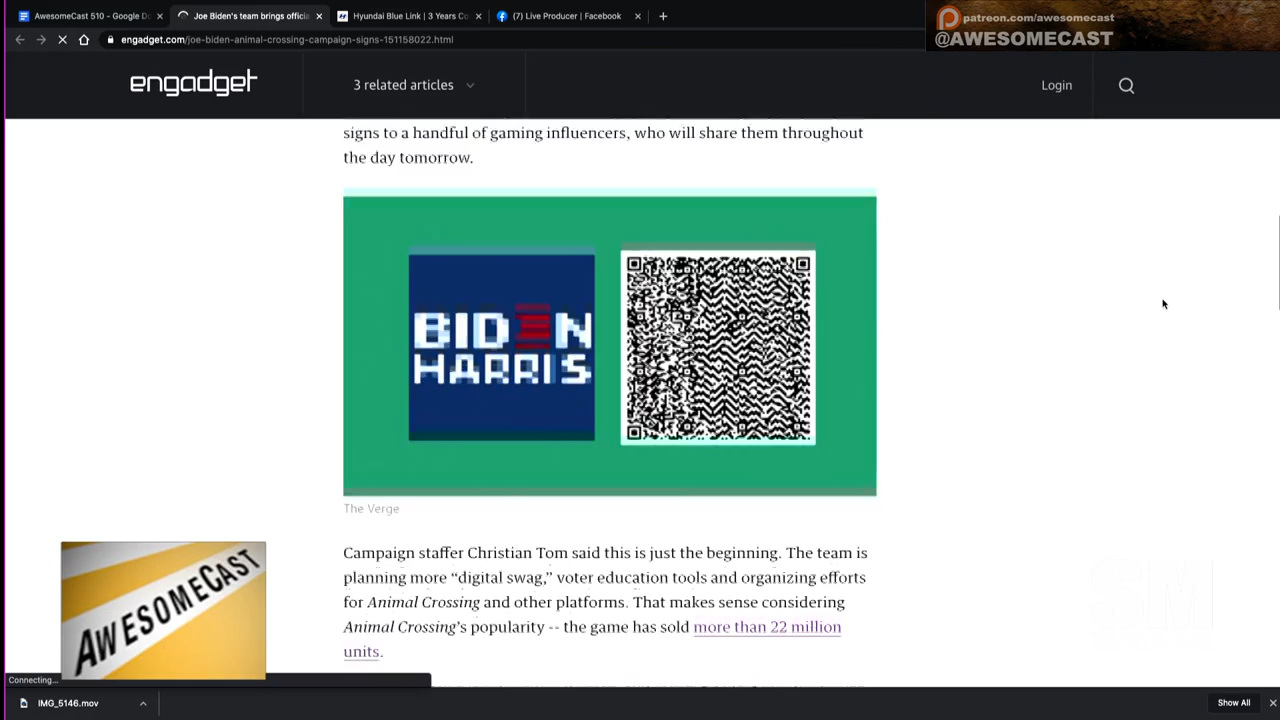 AwesomeCast 510 - Google Do
Joe Biden's team brings officia
Hyundai Blue Link | 3 Years Co
(7) Live Producer | Facebook
patreon.com/awesomecast
@AWESOMECAST
engadget.com/joe-biden-animal-crossing-campaign-signs-151158022.html
engadget
3 related articles
Login
signs to a handful of gaming influencers, who will share them throughout
the day tomorrow.
BIDEN
HARRIS
The Verge
Campaign staffer Christian Tom said this is just the beginning. The team is
planning more “digital swag,” voter education tools and organizing efforts
for Animal Crossing and other platforms. That makes sense considering
Animal Crossing’s popularity -- the game has sold more than 22 million
units.
AWESOMECAST
Connecting...
IMG_5146.mov
Show All